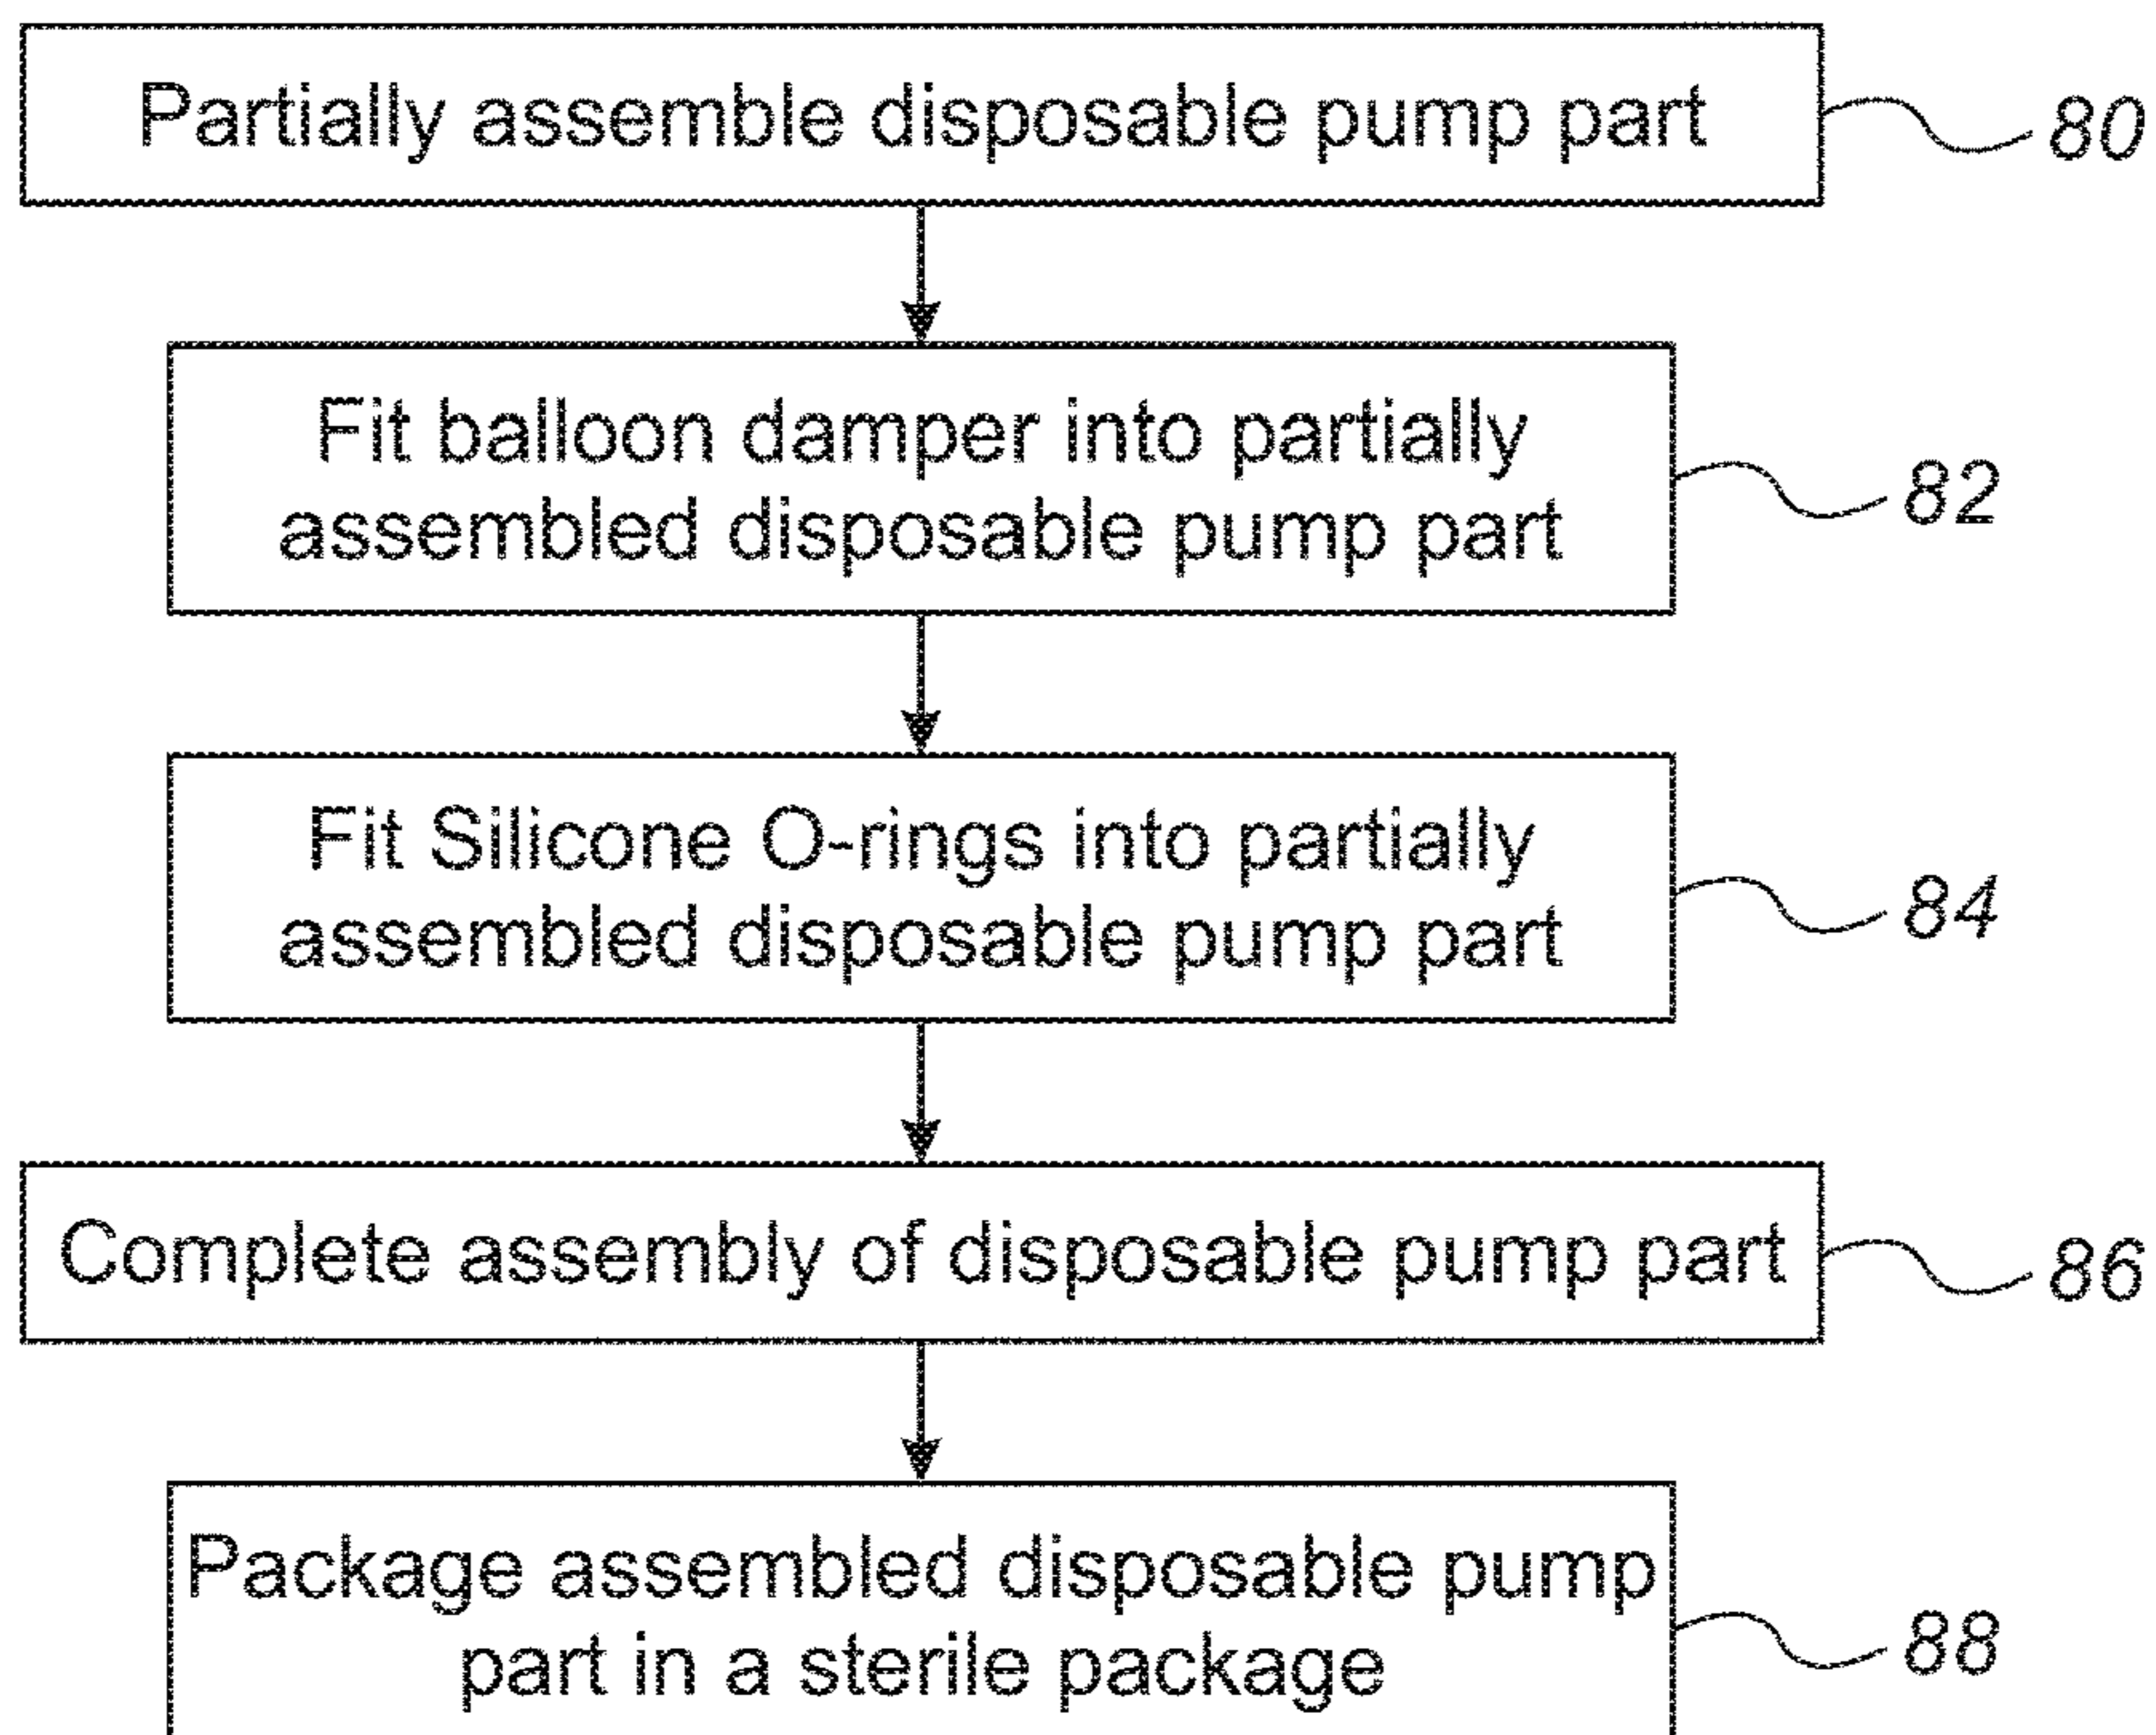 Partially assemble disposable pump part
80
Fit balloon damper into partially
assembled disposable pump part
82
Fit Silicone O-rings into partially
assembled disposable pump part
84
Complete assembly of disposable pump part
86
Package assembled disposable pump
part in a sterile package
88